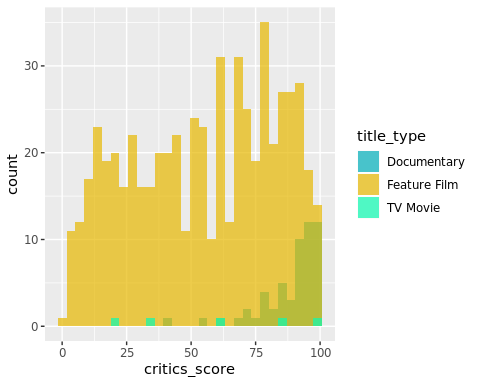 30
20
10
0
count
0
25
50
75
100
critics_score
title_type
Documentary
Feature Film
TV Movie